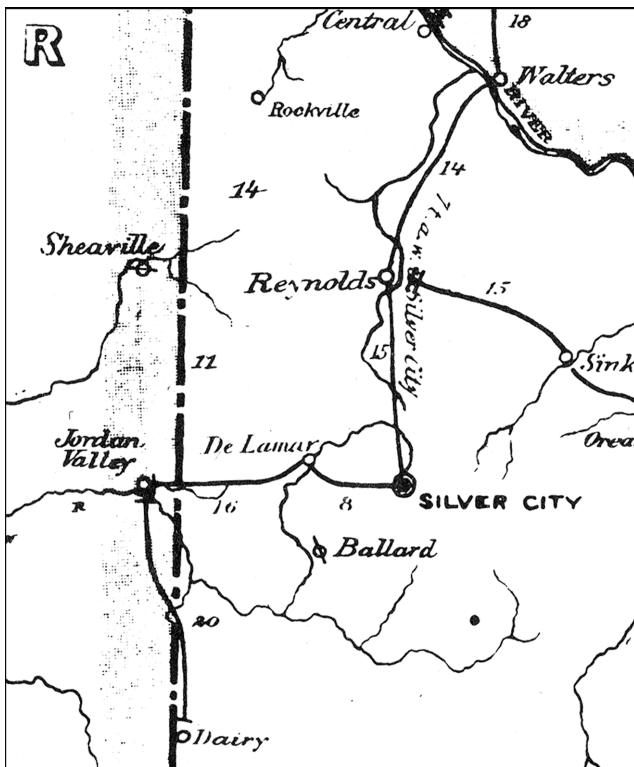 R
Central
18
Walters
RIVER
Rockville
14
14
7 t.a.w. Silver City
Sheaville
Reynolds
15
15
11
Sink
Jordan
Valley
De Lamar
Orea
R
16
8
SILVER CITY
Ballard
20
Dairy